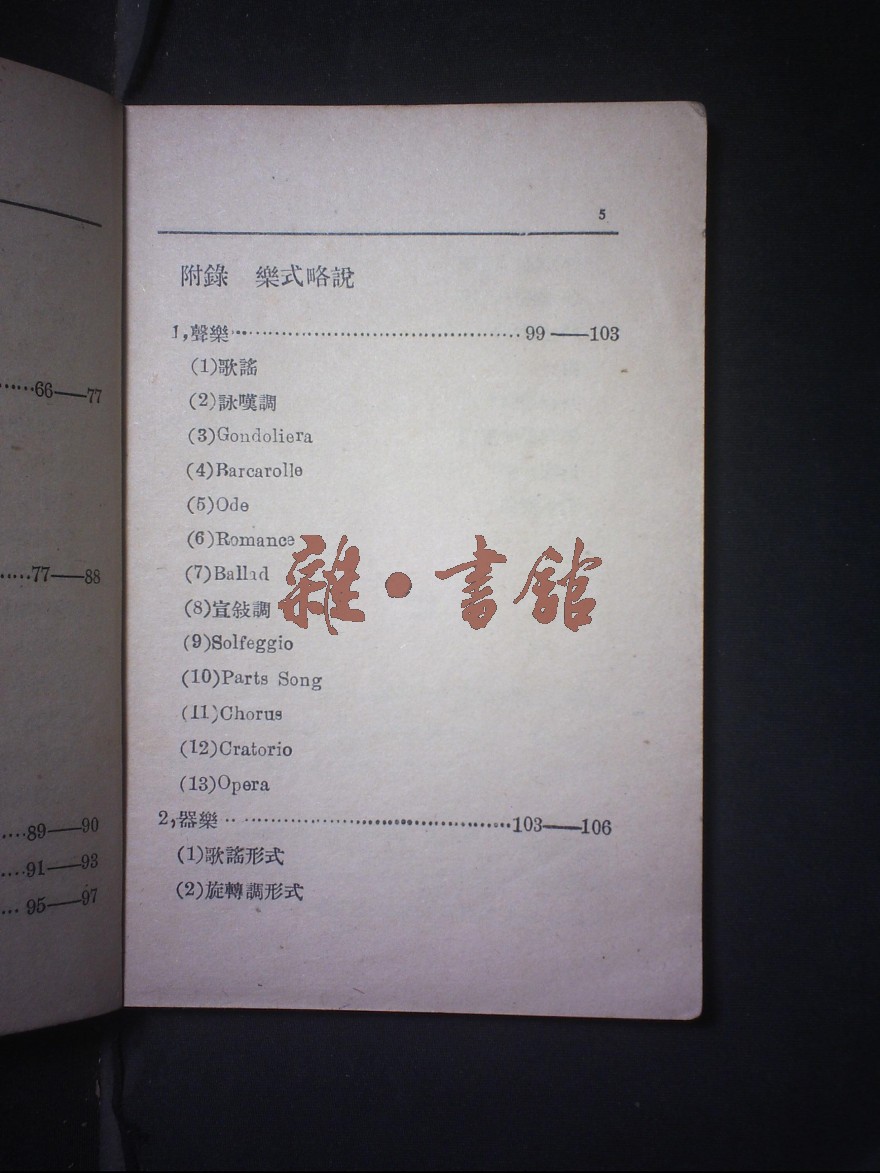 ……66——77
……77——88
……89——90
……91——93
… 95——97
5
附錄　樂式略說
1,聲樂………………………………99——103
(1)歌謠
(2)詠嘆調
(3)Gondoliera
(4)Barcarolle
(5)Ode
(6)Romance
(7)Ballad
(8)宣敍調
(9)Solfeggio
(10)Parts Song
(11)Chorus
(12)Cratorio
(13)Opera
2,器樂………………………………103——106
(1)歌謠形式
(2)旋轉調形式
雜·書館